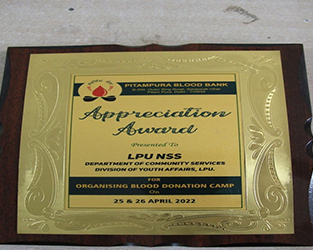 PITAMPURA BLOOD BANK
Appreciation
Award
Presented To
LPU NSS
DEPARTMENT OF COMMUNITY SERVICES
DIVISION OF YOUTH AFFAIRS, LPU.
FOR
ORGANISING BLOOD DONATION CAMP
On
25 & 26 APRIL 2022